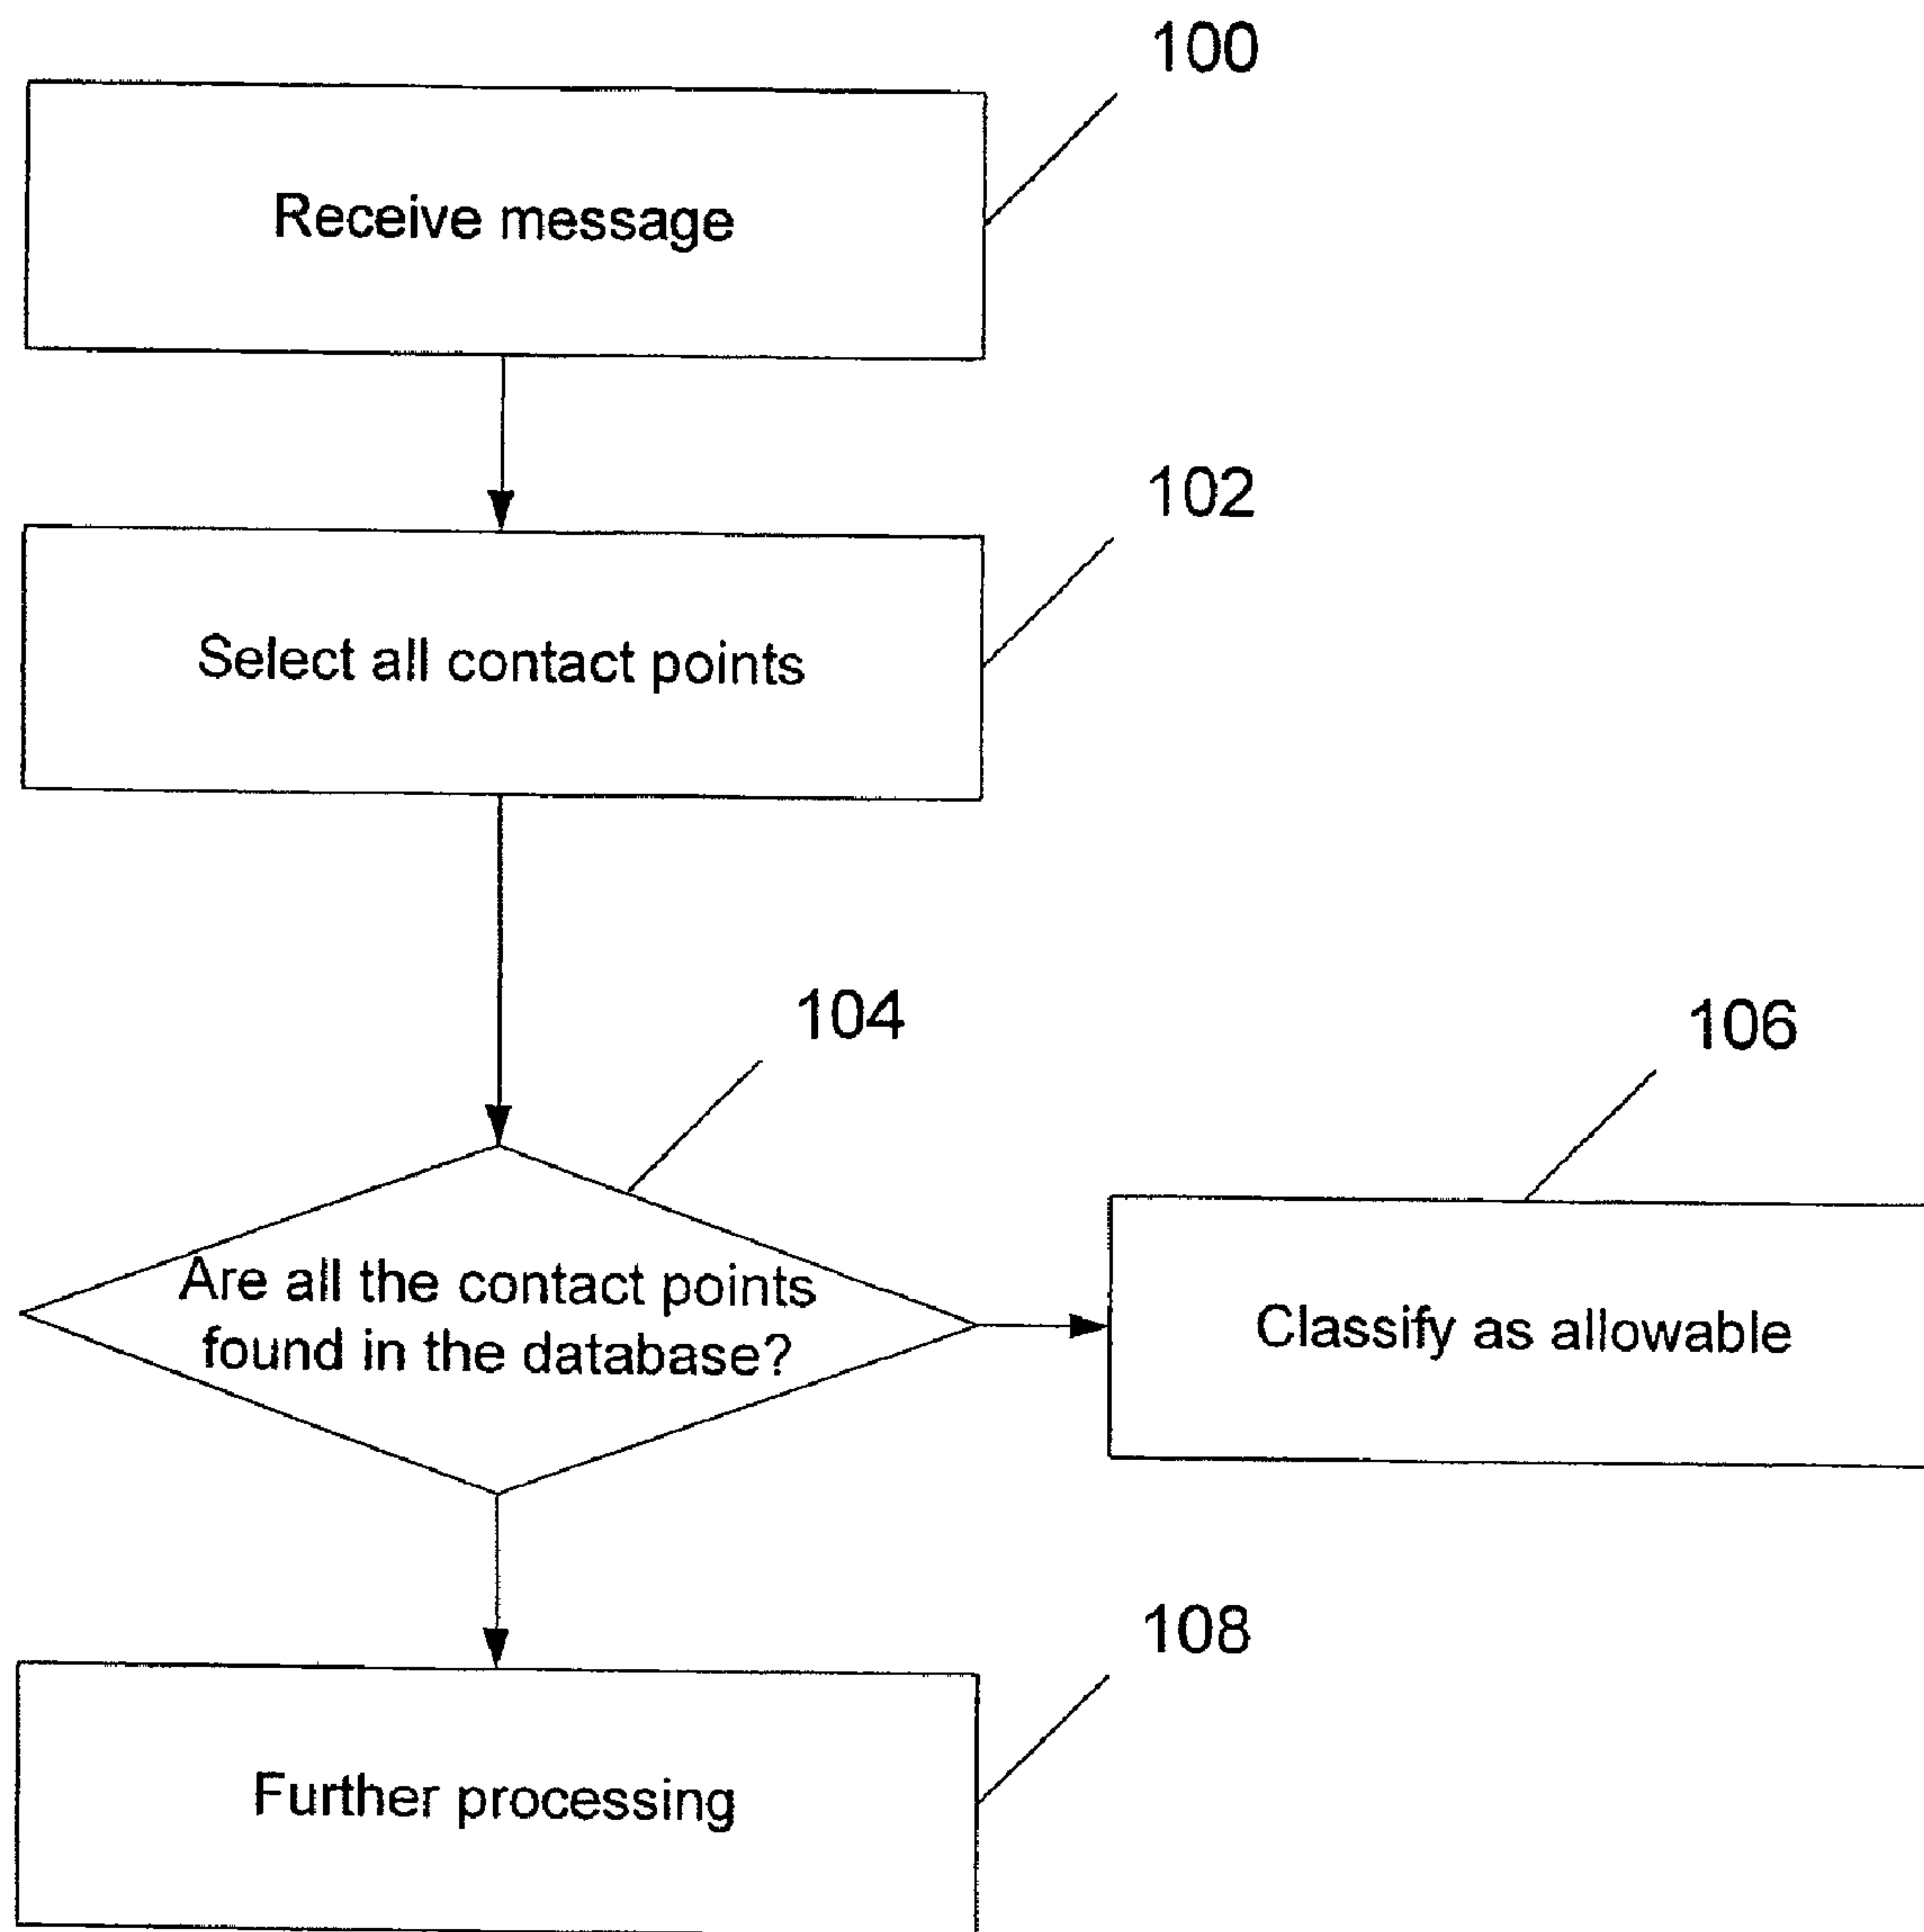 100
Receive message
102
Select all contact points
104
106
Are all the contact points
found in the database?
Classify as allowable
108
Further processing